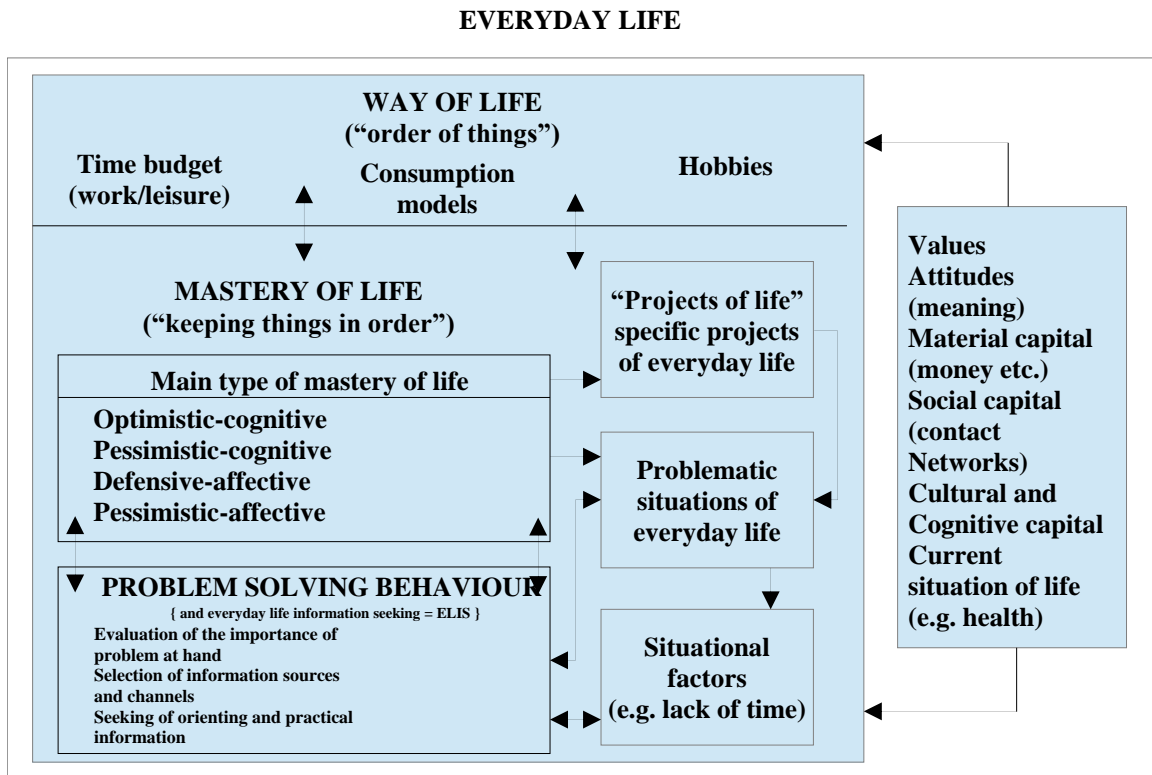 EVERYDAY LIFE
WAY OF LIFE
(“order of things”)
Time budget
(work/leisure)
Consumption
models
Hobbies
MASTERY OF LIFE
(“keeping things in order”)
“Projects of life”
specific projects
of everyday life
Main type of mastery of life
Optimistic-cognitive
Pessimistic-cognitive
Defensive-affective
Pessimistic-affective
Problematic
situations of
everyday life
PROBLEM SOLVING BEHAVIOUR
{ and everyday life information seeking = ELIS }
Evaluation of the importance of
problem at hand
Selection of information sources
and channels
Seeking of orienting and practical
information
Situational
factors
(e.g. lack of time)
Values
Attitudes
(meaning)
Material capital
(money etc.)
Social capital
(contact
Networks)
Cultural and
Cognitive capital
Current
situation of life
(e.g. health)